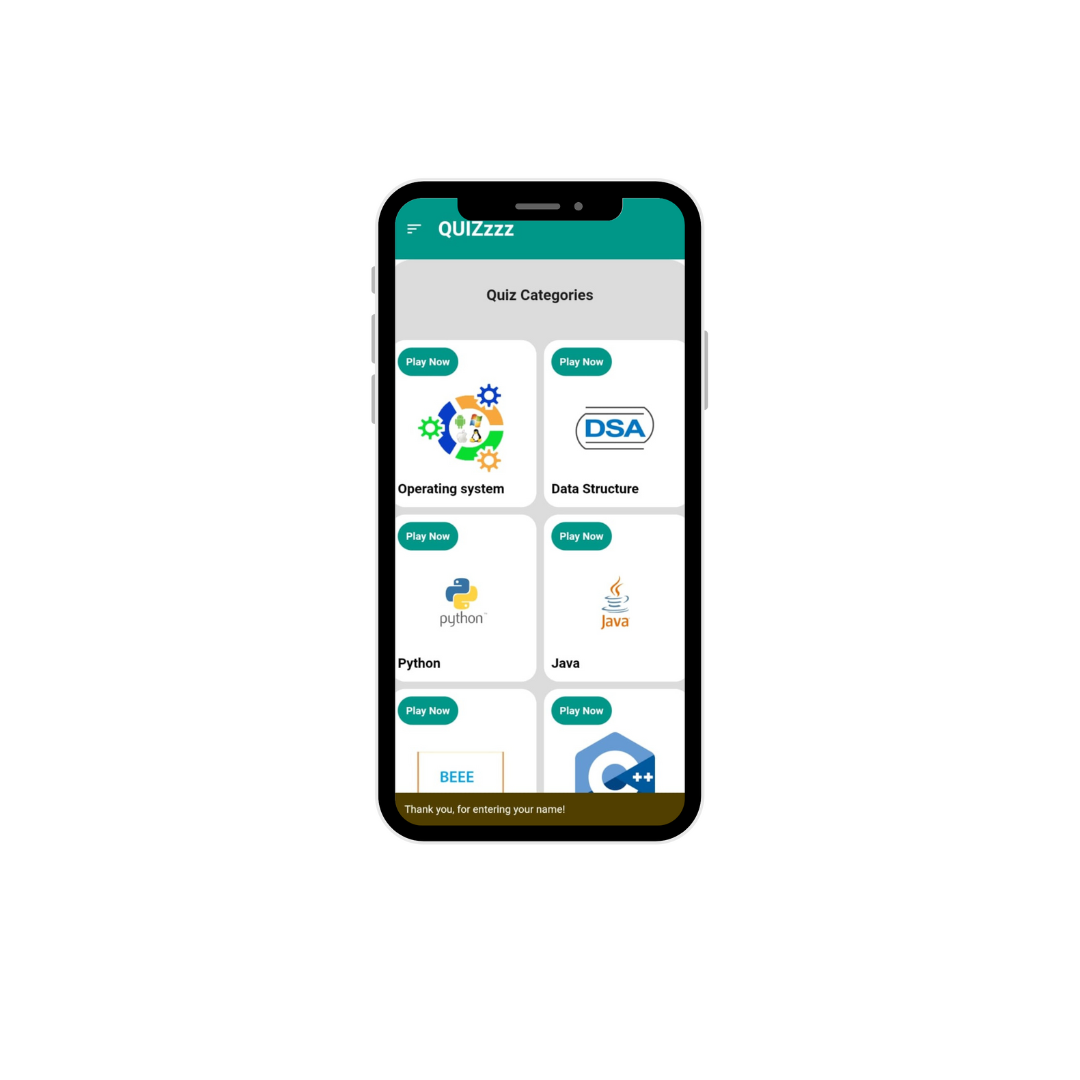 QUIZzzz
Quiz Categories
Play Now
Play Now
DSA
Operating system
Data Structure
Play Now
Play Now
python
Java
Python
Java
Play Now
Play Now
BEEE
C++
Thank you, for entering your name!